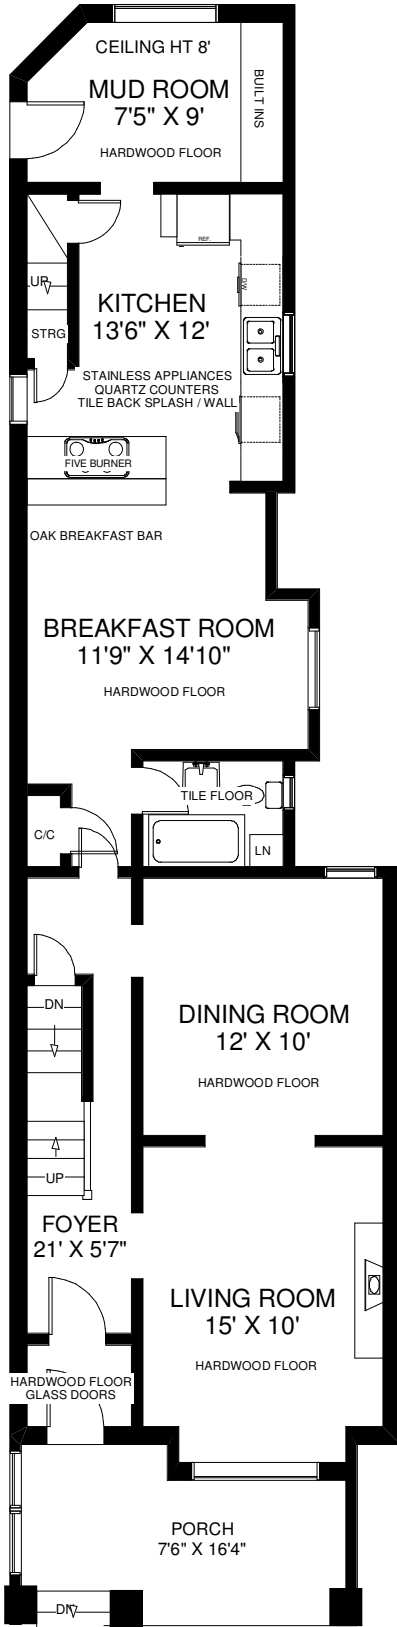 CEILING HT 8'
MUD ROOM
7'5" X 9'
HARDWOOD FLOOR
BUILT INS
REF.
UP
D/W
KITCHEN
13'6" X 12'
STRG
STAINLESS APPLIANCES
QUARTZ COUNTERS
TILE BACK SPLASH / WALL
FIVE BURNER
OAK BREAKFAST BAR
BREAKFAST ROOM
11'9" X 14'10"
HARDWOOD FLOOR
TILE FLOOR
C/C
LN
DN
DINING ROOM
12' X 10'
HARDWOOD FLOOR
UP
FOYER
21' X 5'7"
LIVING ROOM
15' X 10'
HARDWOOD FLOOR
HARDWOOD FLOOR
GLASS DOORS
PORCH
7'6" X 16'4"
DN